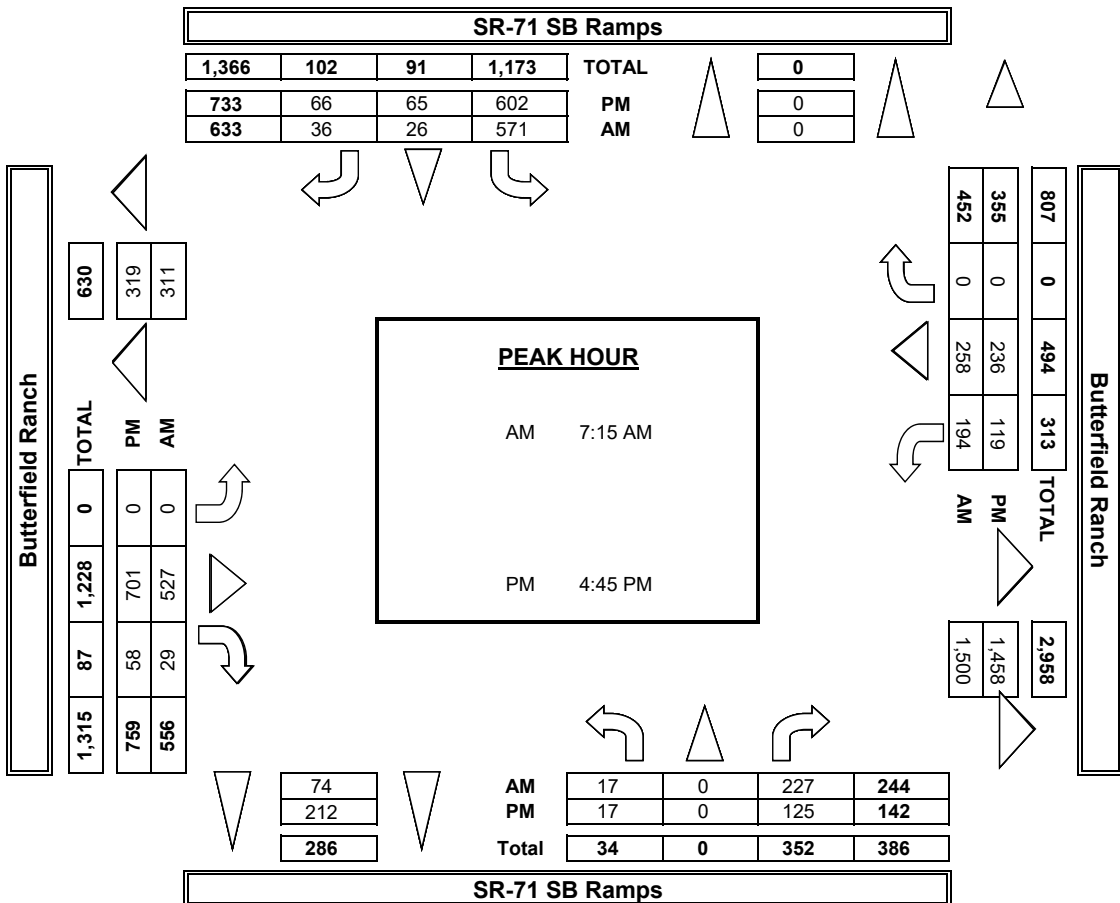 SR-71 SB Ramps
1,366 102 91 1,173 TOTAL 0
733 66 65 602 PM 0
633 36 26 571 AM 0
Butterfield Ranch
630
319
311
TOTAL 0 1,228 87 1,315
PM 0 701 58 759
AM 0 527 29 556
PEAK HOUR
AM 7:15 AM
PM 4:45 PM
807 0 494 313 TOTAL 2,958
355 0 236 119 PM 1,458
452 0 258 194 AM 1,500
Butterfield Ranch
74 AM 17 0 227 244
212 PM 17 0 125 142
286 Total 34 0 352 386
SR-71 SB Ramps